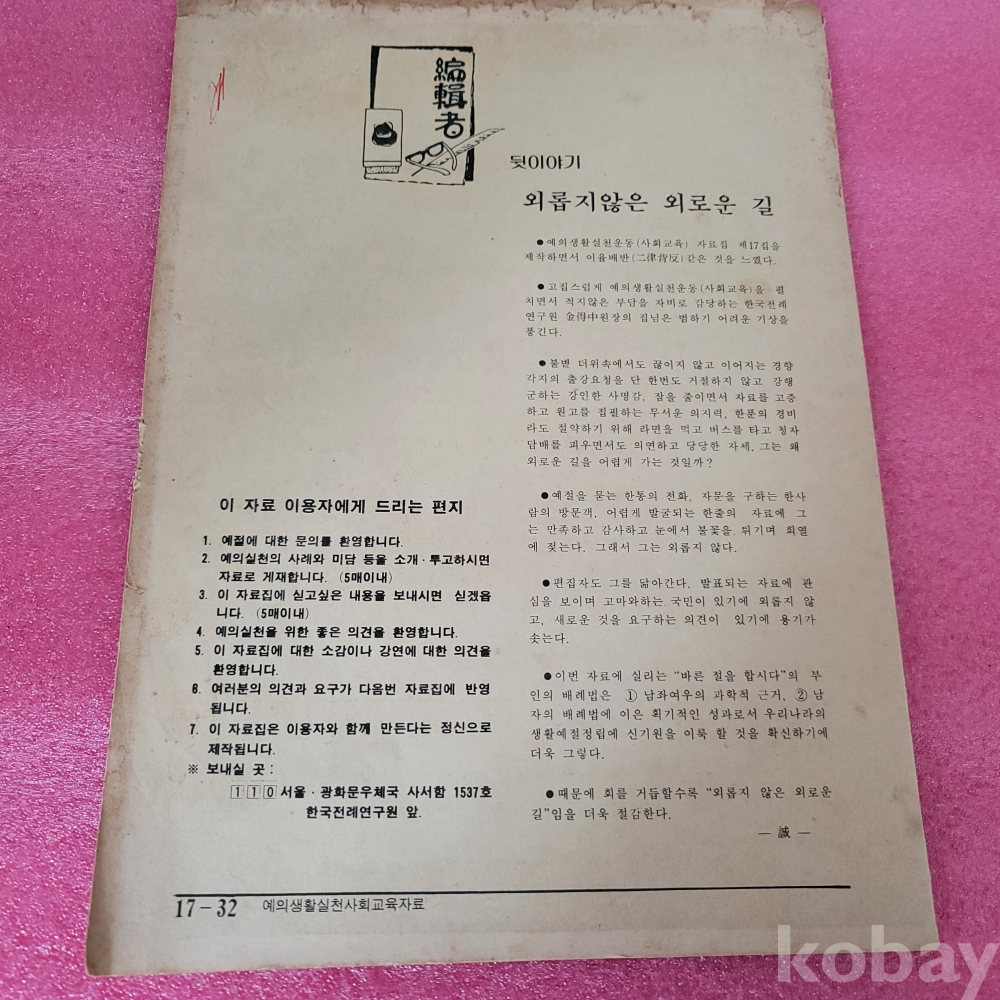 編輯者
뒷이야기
외롭지않은 외로운 길
●예의생활실천운동(사회교육) 자료집 제17집을
제작하면서 이율배반(二律背反)같은 것을 느꼈다.
●고집스럽게 예의생활실천운동(사회교육)을 펼
치면서 적지않은 부담을 자비로 감당하는 한국전례
연구원 金得中원장의 집념은 범하기 어려운 기상을
풍긴다.
●불볕 더위속에서도 끊이지 않고 이어지는 경향
각지의 출강요청을 단 한번도 거절하지 않고 강행
군하는 강인한 사명감, 잠을 줄이면서 자료를 고증
하고 원고를 집필하는 무서운 의지력, 한푼의 경비
라도 절약하기 위해 라면을 먹고 버스를 타고 청자
담배를 피우면서도 의연하고 당당한 자세, 그는 왜
외로운 길을 어렵게 가는 것일까?
●예절을 묻는 한통의 전화, 자문을 구하는 한사
람의 방문객, 어렵게 발굴되는 한줄의 자료에 그
는 만족하고 감사하고 눈에서 불꽃을 튀기며 희열
에 젖는다. 그래서 그는 외롭지 않다.
●편집자도 그를 닮아간다. 발표되는 자료에 관
심을 보이며 고마와하는 국민이 있기에 외롭지 않
고, 새로운 것을 요구하는 의견이 있기에 용기가
솟는다.
●이번 자료에 실리는 “바른 절을 합시다”의 부
인의 배례법은 ①남좌여우의 과학적 근거, ②남
자의 배례법에 이은 획기적인 성과로서 우리나라의
생활예절정립에 신기원을 이룩 할 것을 확신하기에
더욱 그렇다.
●때문에 회를 거듭할수록 “외롭지 않은 외로운
길”임을 더욱 절감한다.
― 誠 ―
이 자료 이용자에게 드리는 편지
1. 예절에 대한 문의를 환영합니다.
2. 예의실천의 사례와 미담 등을 소개·투고하시면
자료로 게재합니다. (5매이내)
3. 이 자료집에 싣고싶은 내용을 보내시면 싣겠읍
니다. (5매이내)
4. 예의실천을 위한 좋은 의견을 환영합니다.
5. 이 자료집에 대한 소감이나 강연에 대한 의견을
환영합니다.
6. 여러분의 의견과 요구가 다음번 자료집에 반영
됩니다.
7. 이 자료집은 이용자와 함께 만든다는 정신으로
제작됩니다.
※ 보내실 곳 :
110 서울·광화문우체국 사서함 1537호
한국전례연구원 앞.
17－32 예의생활실천사회교육자료
kobay